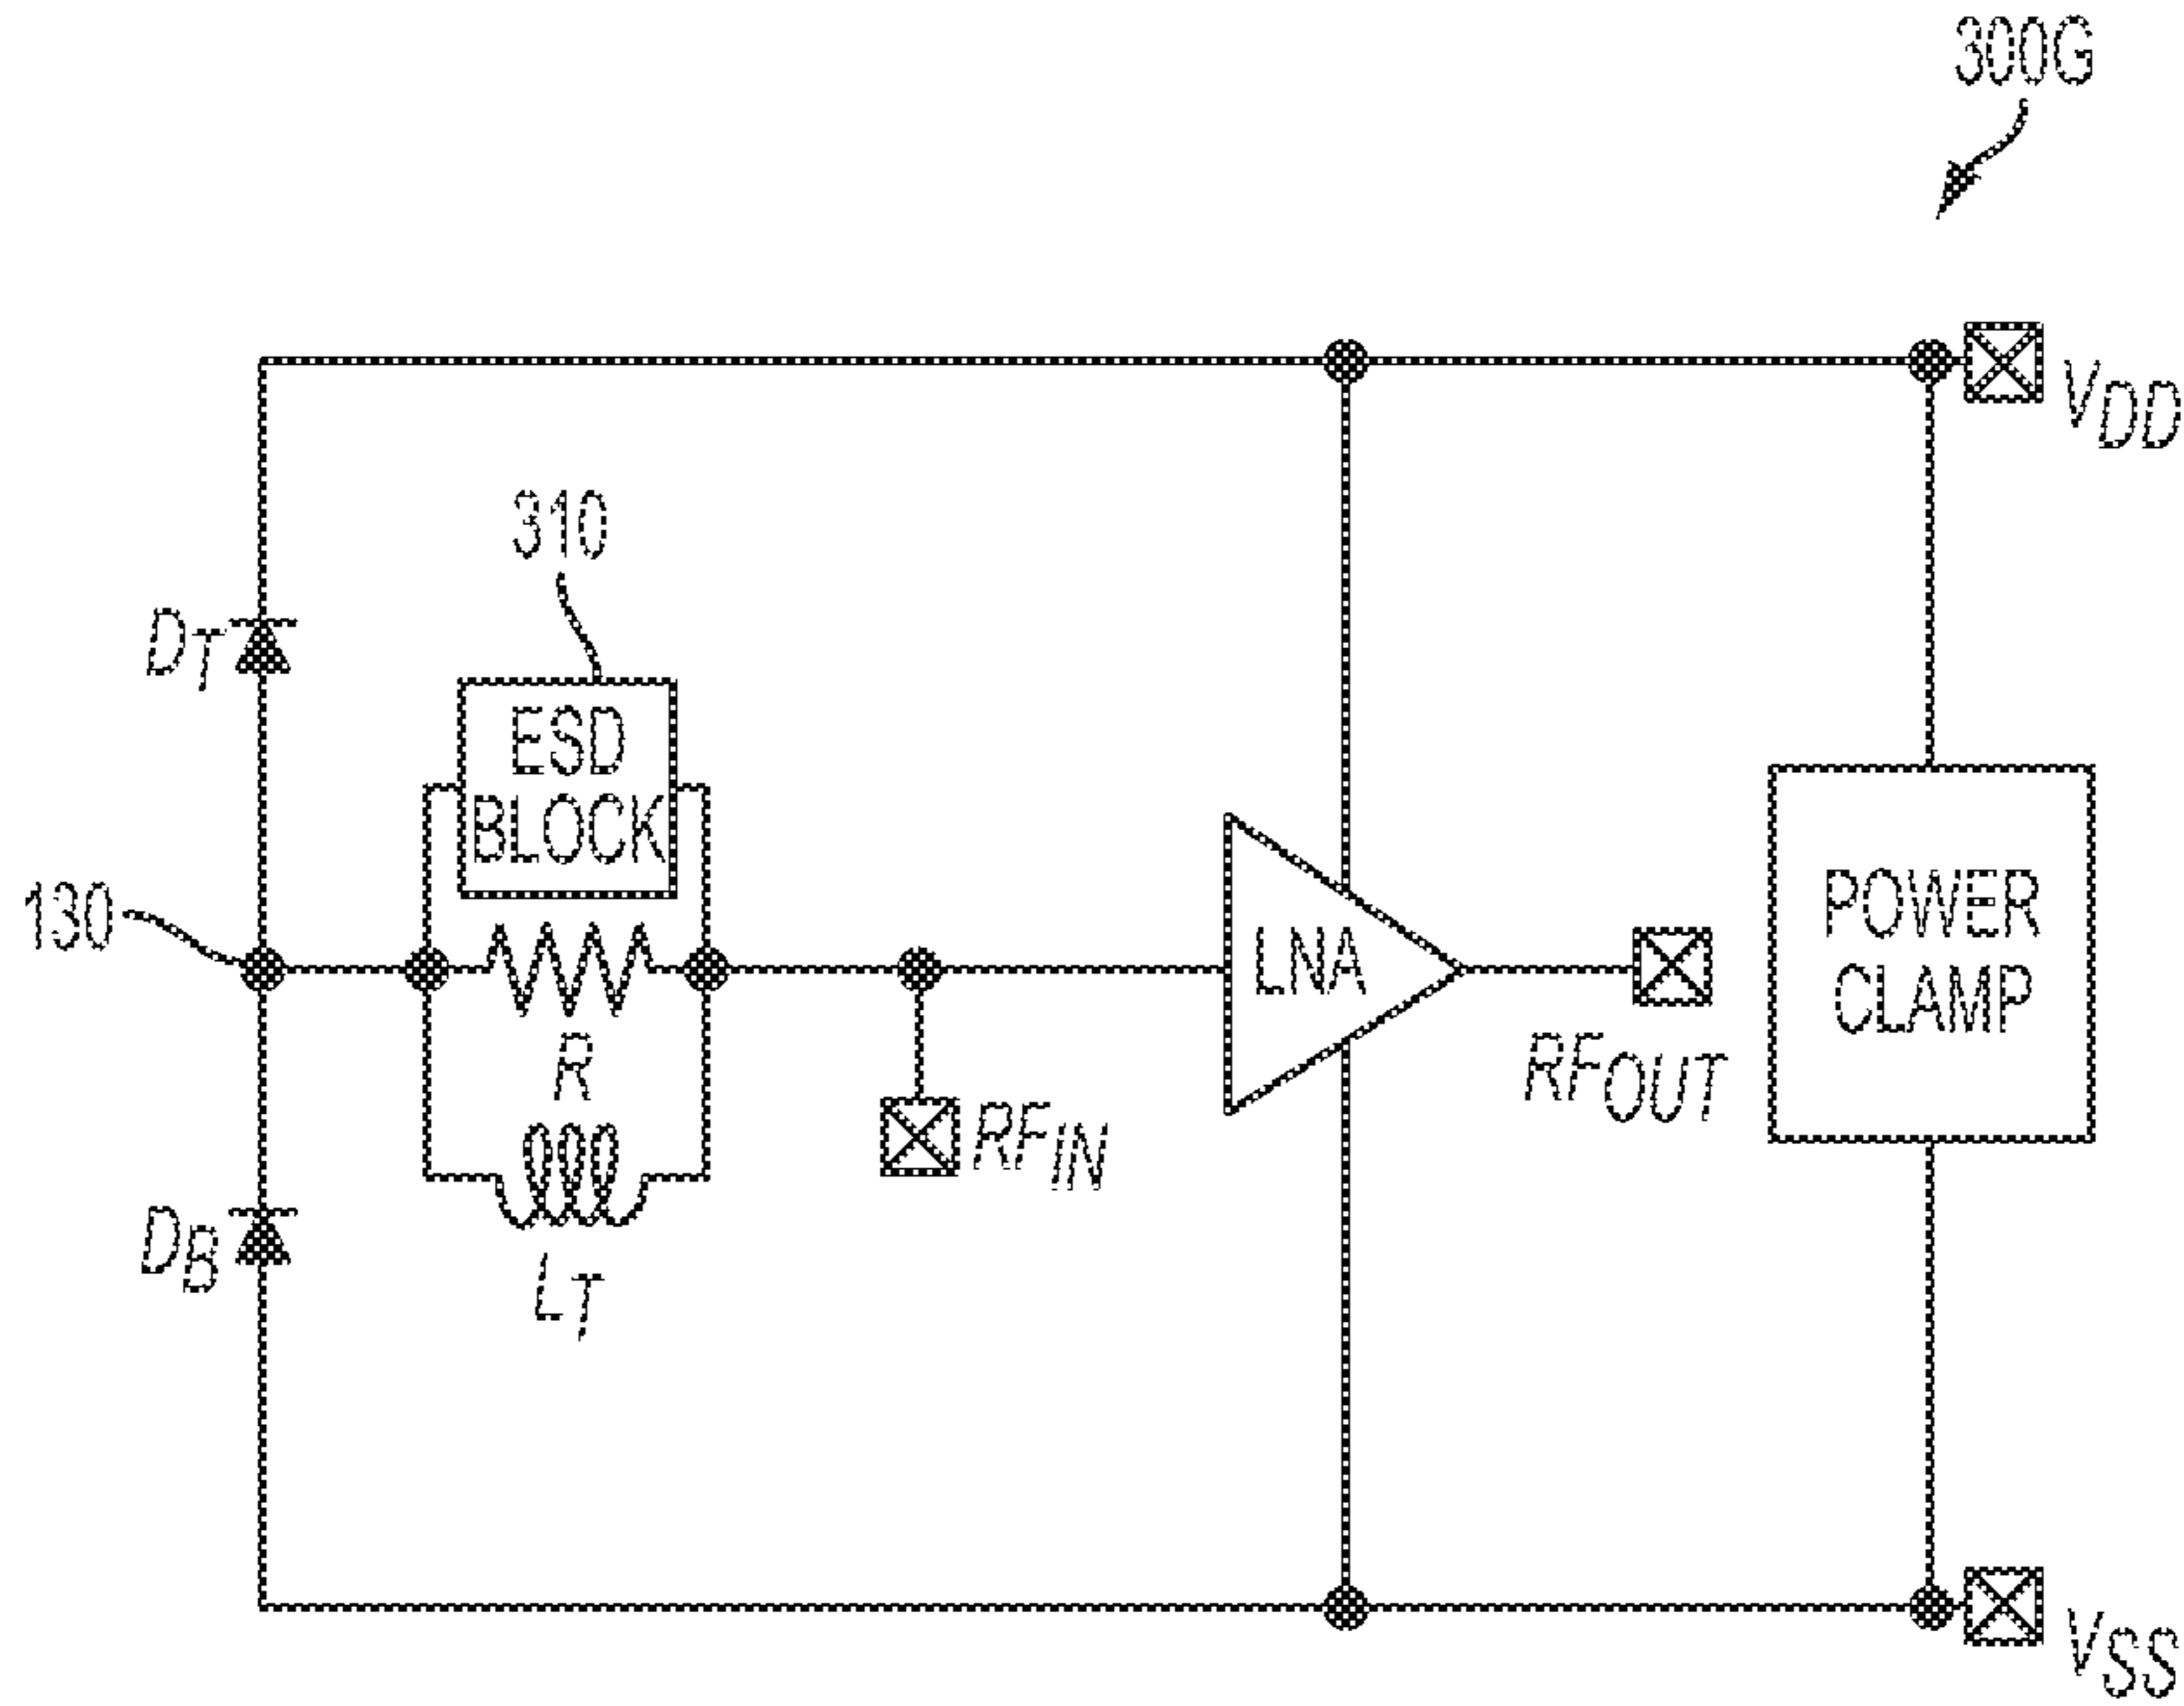 300G
VDD
310
DT
ESD
BLOCK
130
LNA
POWER
CLAMP
R
RFOUT
RFIN
DB
LT
VSS